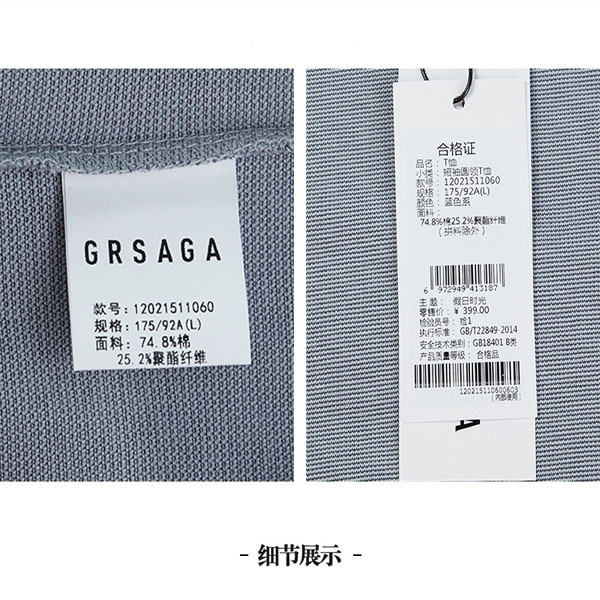 GRSAGA
款号: 12021511060
规格: 175/92A(L)
面料: 74.8%棉
25.2%聚酯纤维
合格证
品名: T恤
小类: 短袖圆领T恤
款号: 12021511060
规格: 175/92A(L)
颜色: 蓝色系
面料:
74.8%棉25.2%聚酯纤维
(拼料除外)
6 972949 413187
主题: 假日时光
零售价: ¥ 399.00
检验员号: 检1
执行标准: GB/T22849-2014
安全技术类别: GB18401 B类
产品质量等级: 合格品
120215110600603
(内部使用)
- 细节展示 -